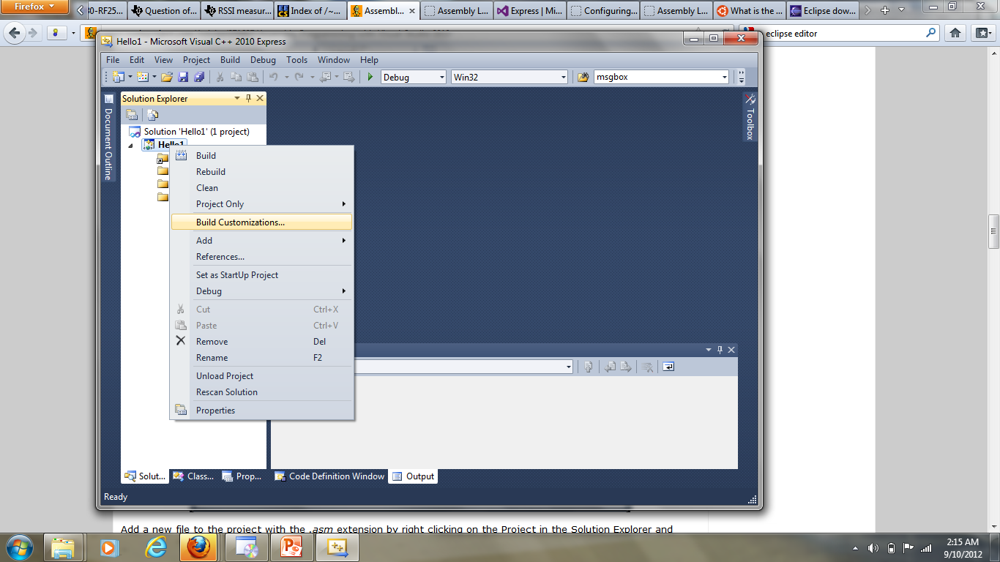 Firefox
30-RF25...
Question of...
RSSI measur...
Index of /~...
Assembl...
Assembly L...
Express | Mi...
Configuring...
Assembly L...
What is the ...
Eclipse dow...
eclipse editor
Hello1 - Microsoft Visual C++ 2010 Express
File Edit View Project Build Debug Tools Window Help
Debug Win32 msgbox
Solution Explorer
Document Outline
Toolbox
Solution 'Hello1' (1 project)
Hello1
Build
Rebuild
Clean
Project Only
Build Customizations...
Add
References...
Set as StartUp Project
Debug
Cut Ctrl+X
Paste Ctrl+V
Remove Del
Rename F2
Unload Project
Rescan Solution
Properties
Solut... Class... Prop... Code Definition Window Output
Ready
Add a new file to the project with the .asm extension by right clicking on the Project in the Solution Explorer and
2:15 AM
9/10/2012